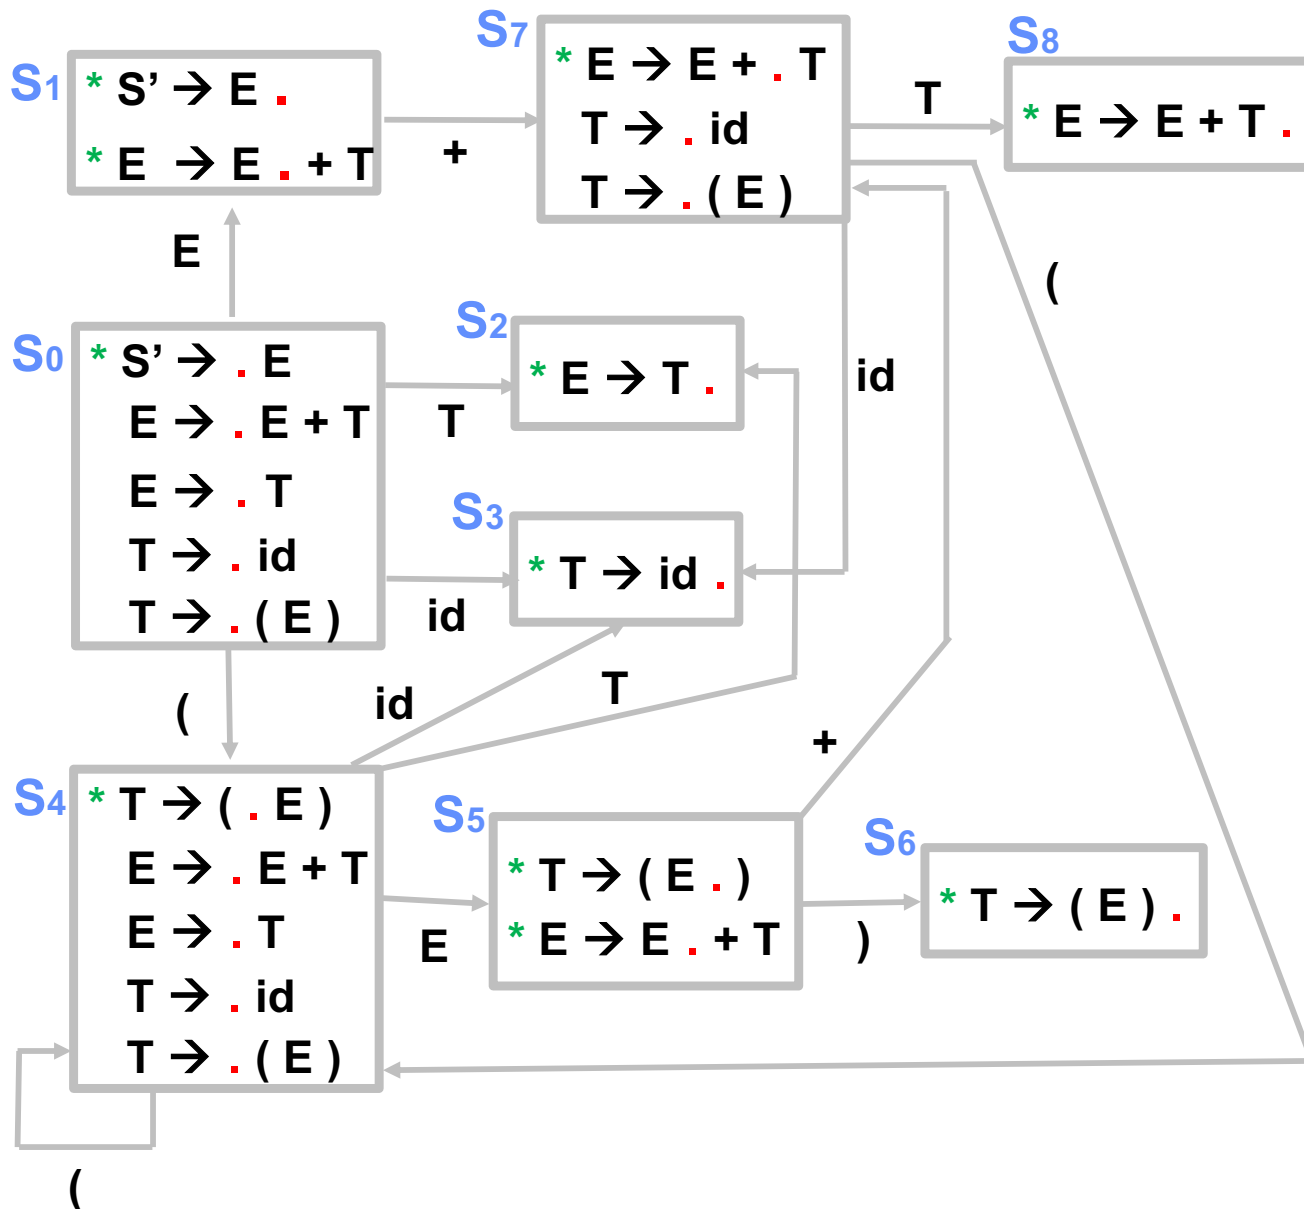 S1
* S’ → E .
* E → E . + T
+
S7
* E → E + . T
T → . id
T → . ( E )
T
S8
* E → E + T .
E
(
S0
* S’ → . E
E → . E + T
E → . T
T → . id
T → . ( E )
T
S2
* E → T .
id
id
S3
* T → id .
(
id
T
+
S4
* T → ( . E )
E → . E + T
E → . T
T → . id
T → . ( E )
E
S5
* T → ( E . )
* E → E . + T
)
S6
* T → ( E ) .
(